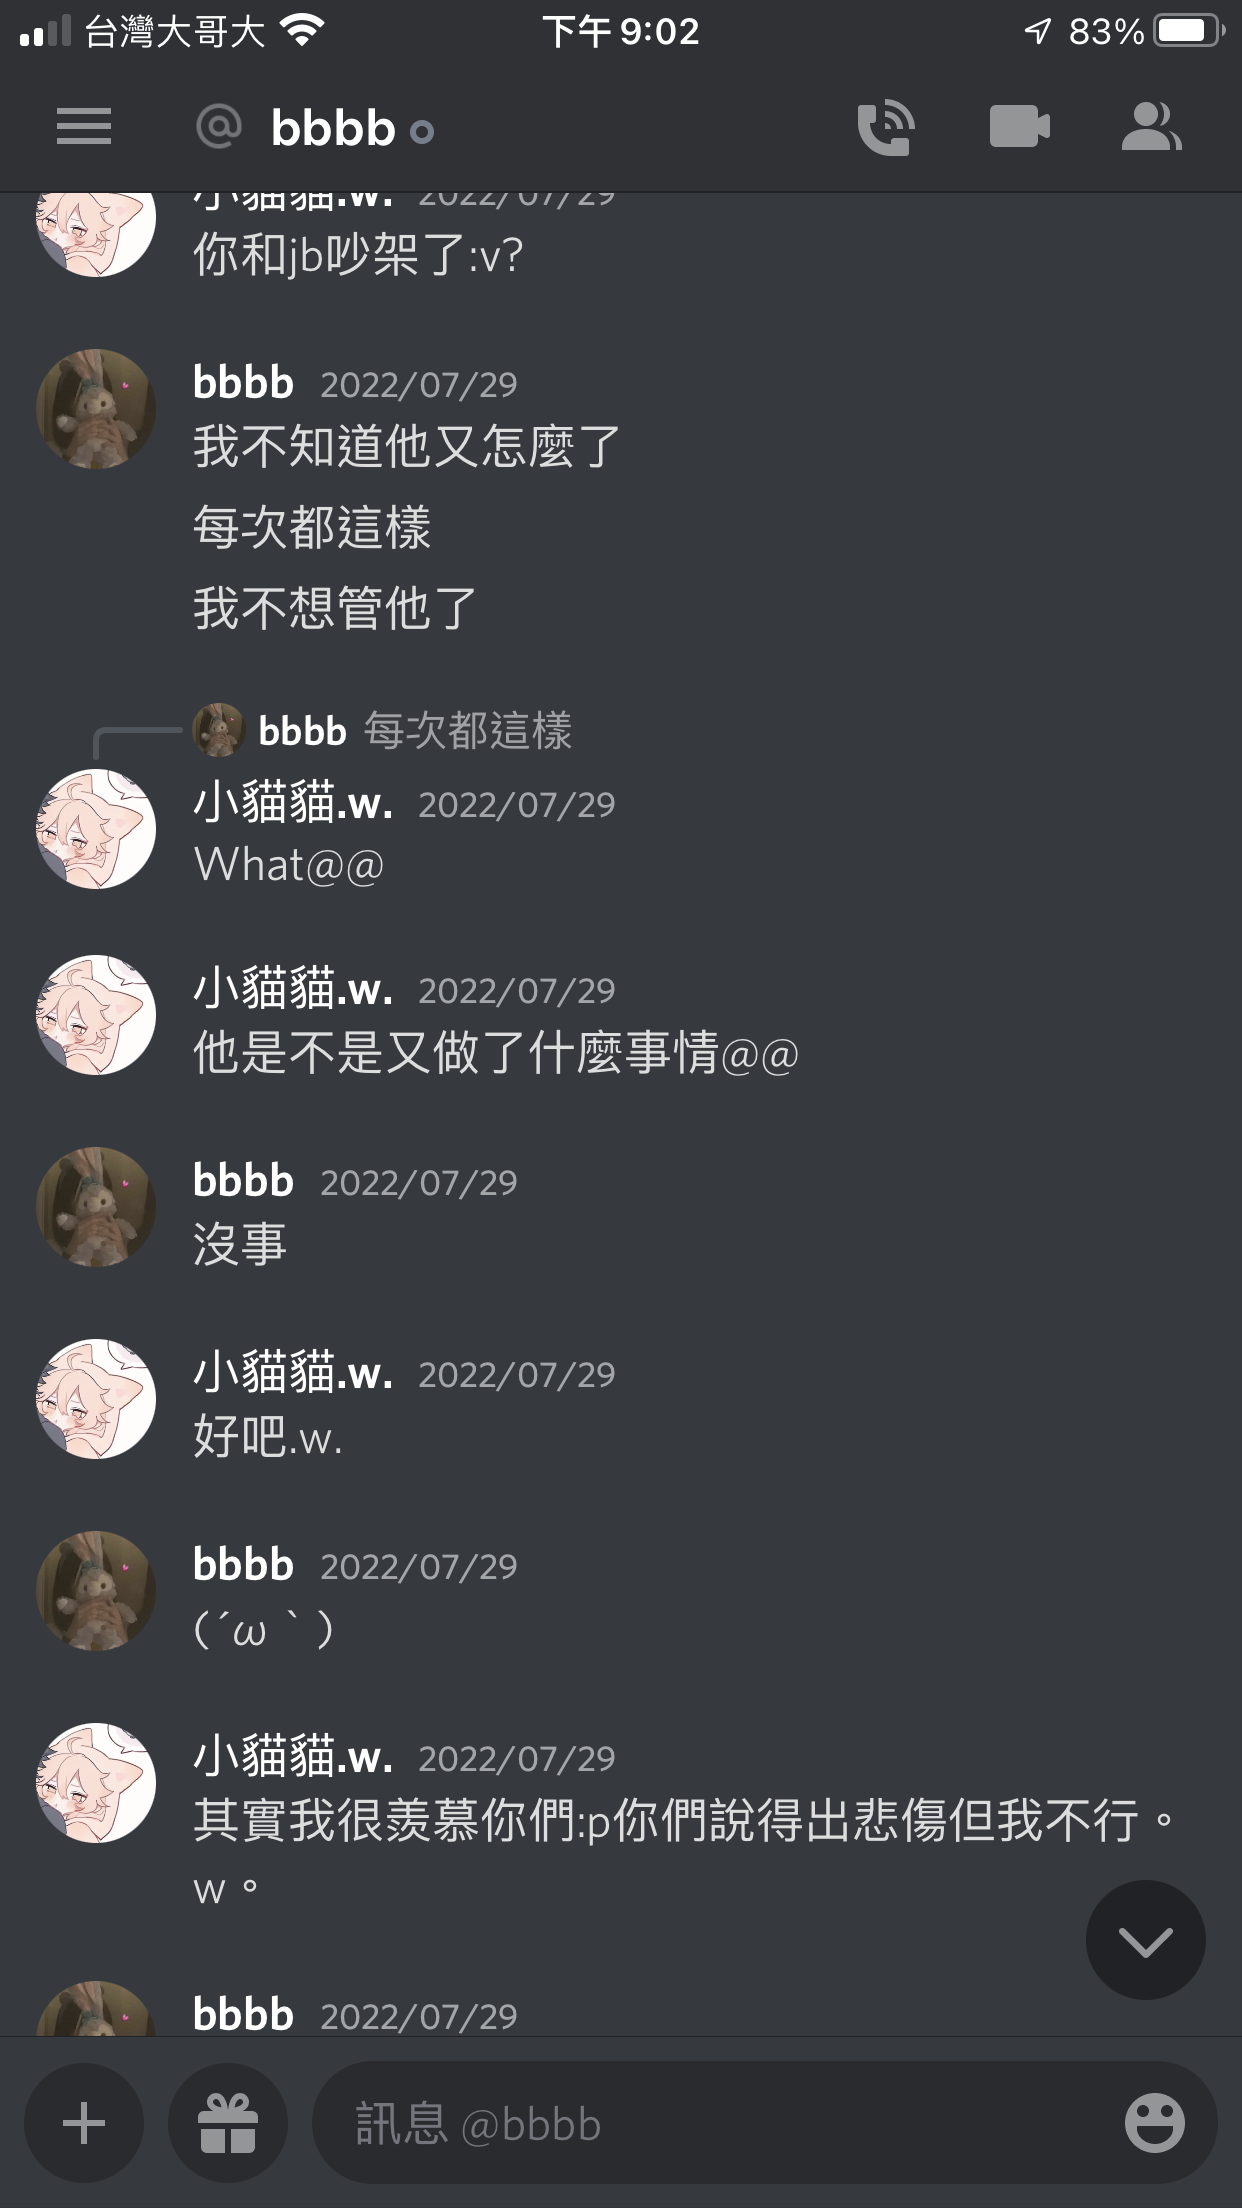 台灣大哥大 下午 9:02 83%
@ bbbb
小貓貓.w. 2022/07/29
你和jb吵架了:v?
bbbb 2022/07/29
我不知道他又怎麼了
每次都這樣
我不想管他了
bbbb 每次都這樣
小貓貓.w. 2022/07/29
What@@
小貓貓.w. 2022/07/29
他是不是又做了什麼事情@@
bbbb 2022/07/29
沒事
小貓貓.w. 2022/07/29
好吧.w.
bbbb 2022/07/29
(´ω｀)
小貓貓.w. 2022/07/29
其實我很羨慕你們:p你們說得出悲傷但我不行。
w。
bbbb 2022/07/29
訊息 @bbbb